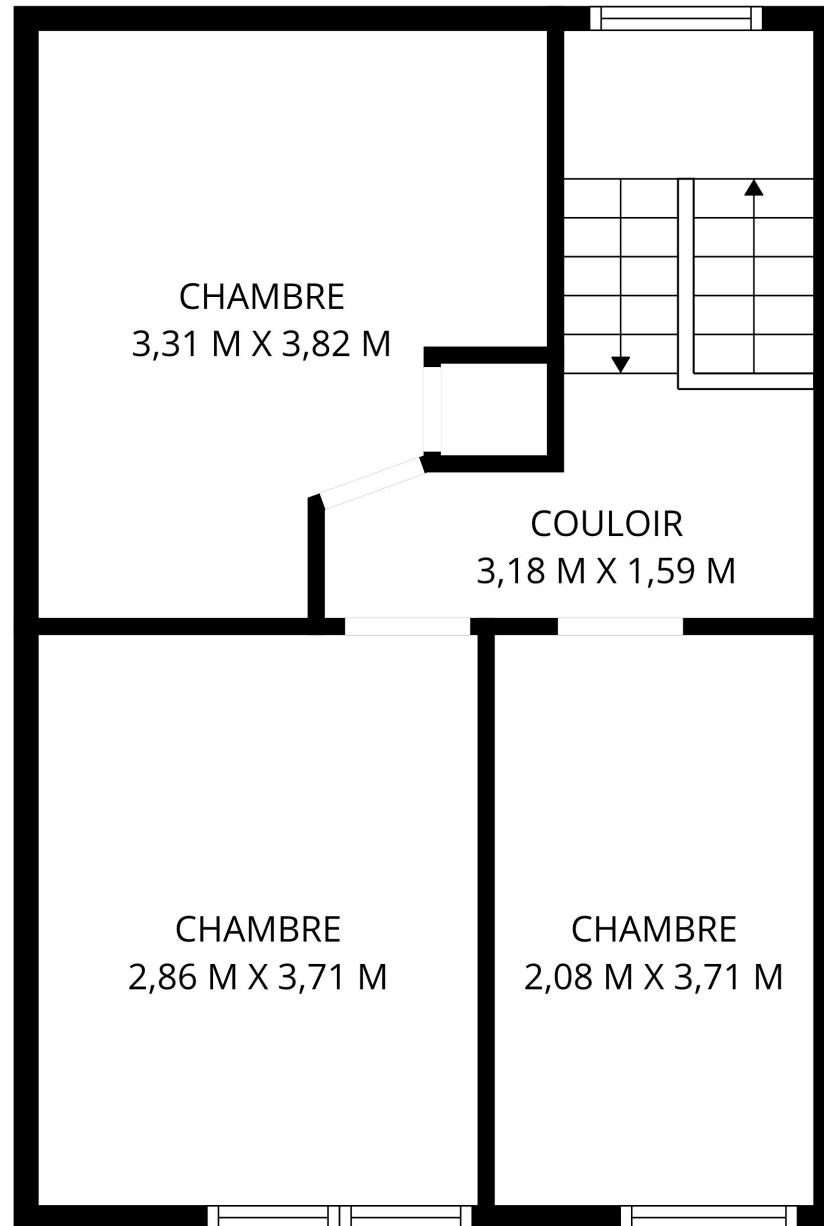 CHAMBRE
3,31 M X 3,82 M
COULOIR
3,18 M X 1,59 M
CHAMBRE
2,86 M X 3,71 M
CHAMBRE
2,08 M X 3,71 M